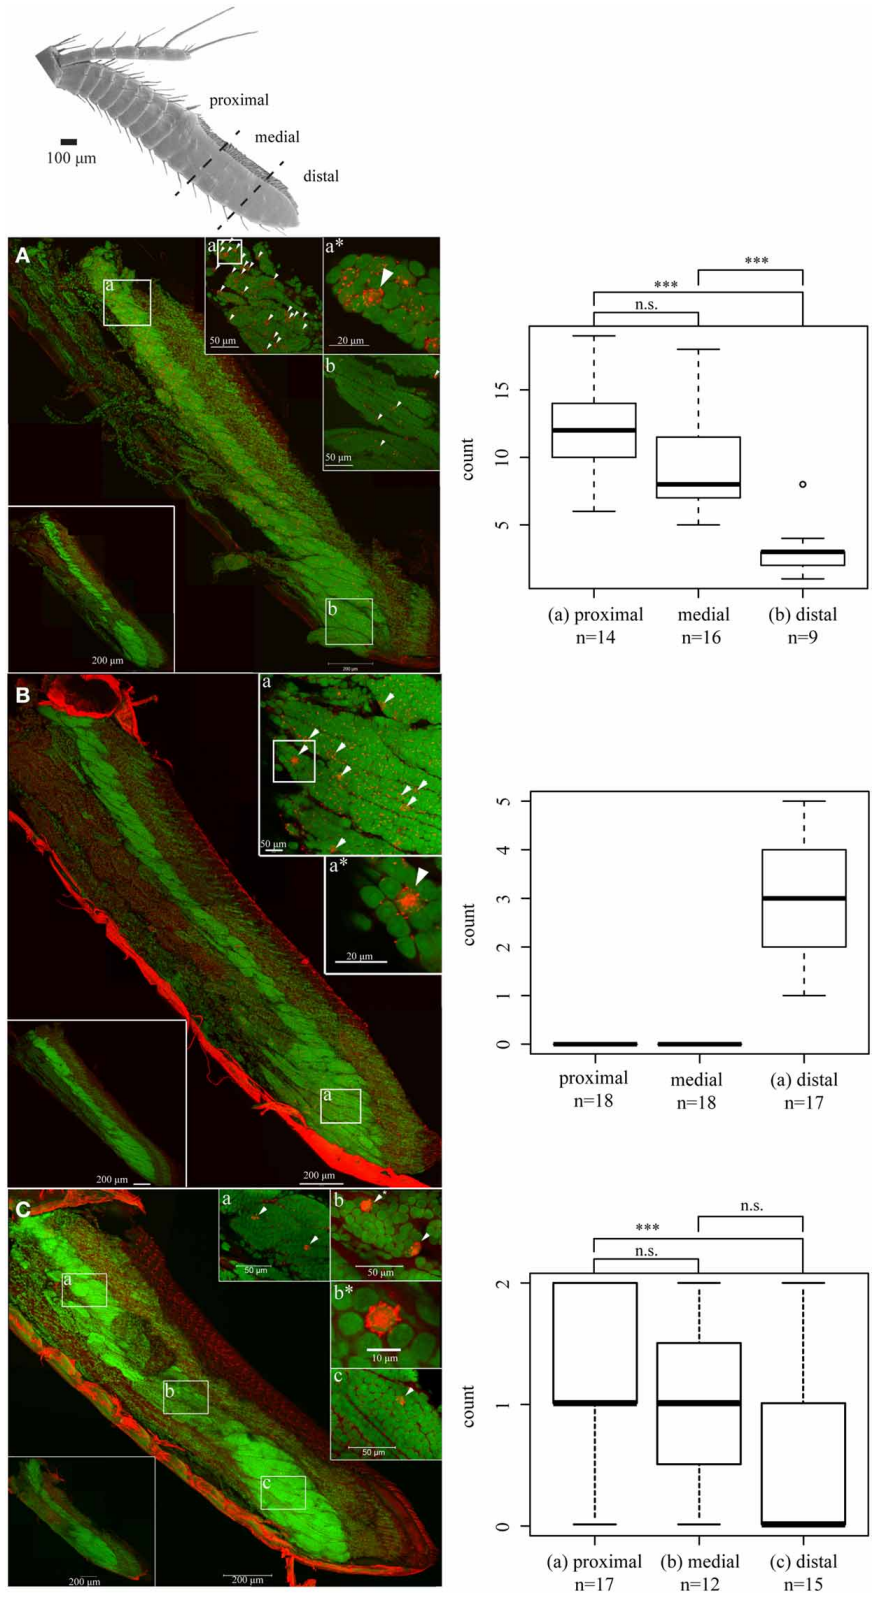 proximal
medial
distal
100 μm
A
a
b
a
50 μm
a*
20 μm
b
50 μm
200 μm
200 μm
***
***
n.s.
count
15
10
5
(a) proximal
n=14
medial
n=16
(b) distal
n=9
B
a
a
50 μm
a*
20 μm
200 μm
200 μm
count
5
4
3
2
1
0
proximal
n=18
medial
n=18
(a) distal
n=17
C
a
b
c
a
50 μm
b
*
50 μm
b*
10 μm
c
50 μm
200 μm
200 μm
n.s.
***
n.s.
count
2
1
0
(a) proximal
n=17
(b) medial
n=12
(c) distal
n=15